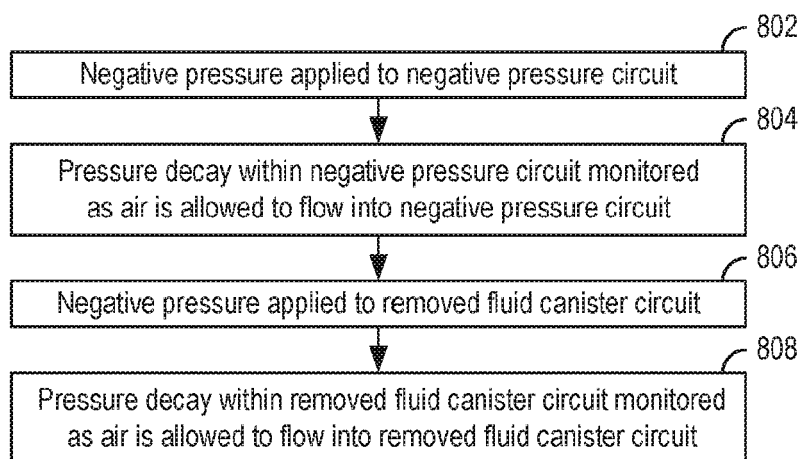 802
Negative pressure applied to negative pressure circuit
804
Pressure decay within negative pressure circuit monitored
as air is allowed to flow into negative pressure circuit
806
Negative pressure applied to removed fluid canister circuit
808
Pressure decay within removed fluid canister circuit monitored
as air is allowed to flow into removed fluid canister circuit